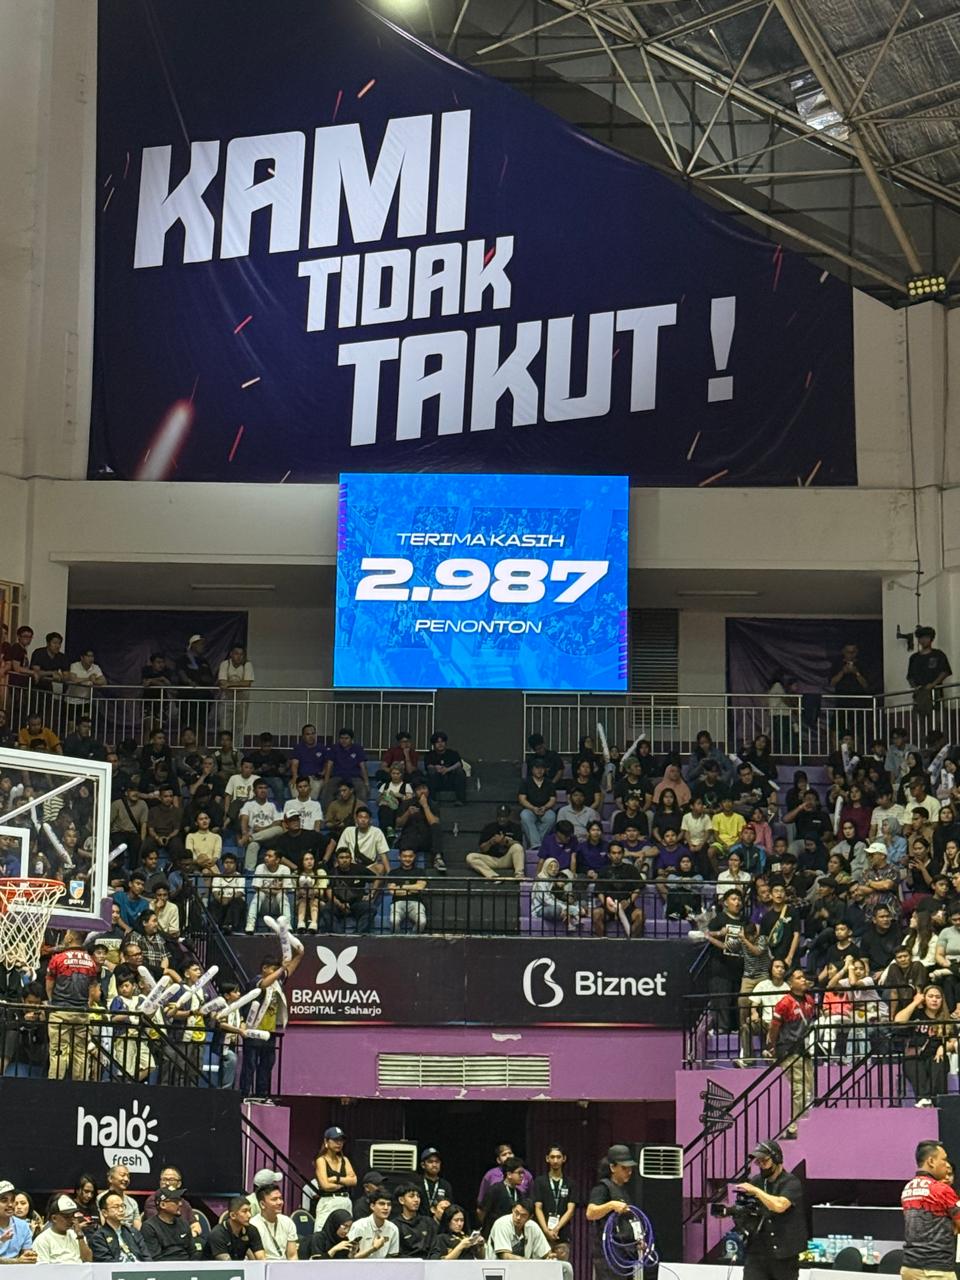 KAMI
TIDAK
TAKUT !
TERIMA KASIH
2.987
PENONTON
BRAWIJAYA
HOSPITAL - Saharjo
Biznet
halo
fresh